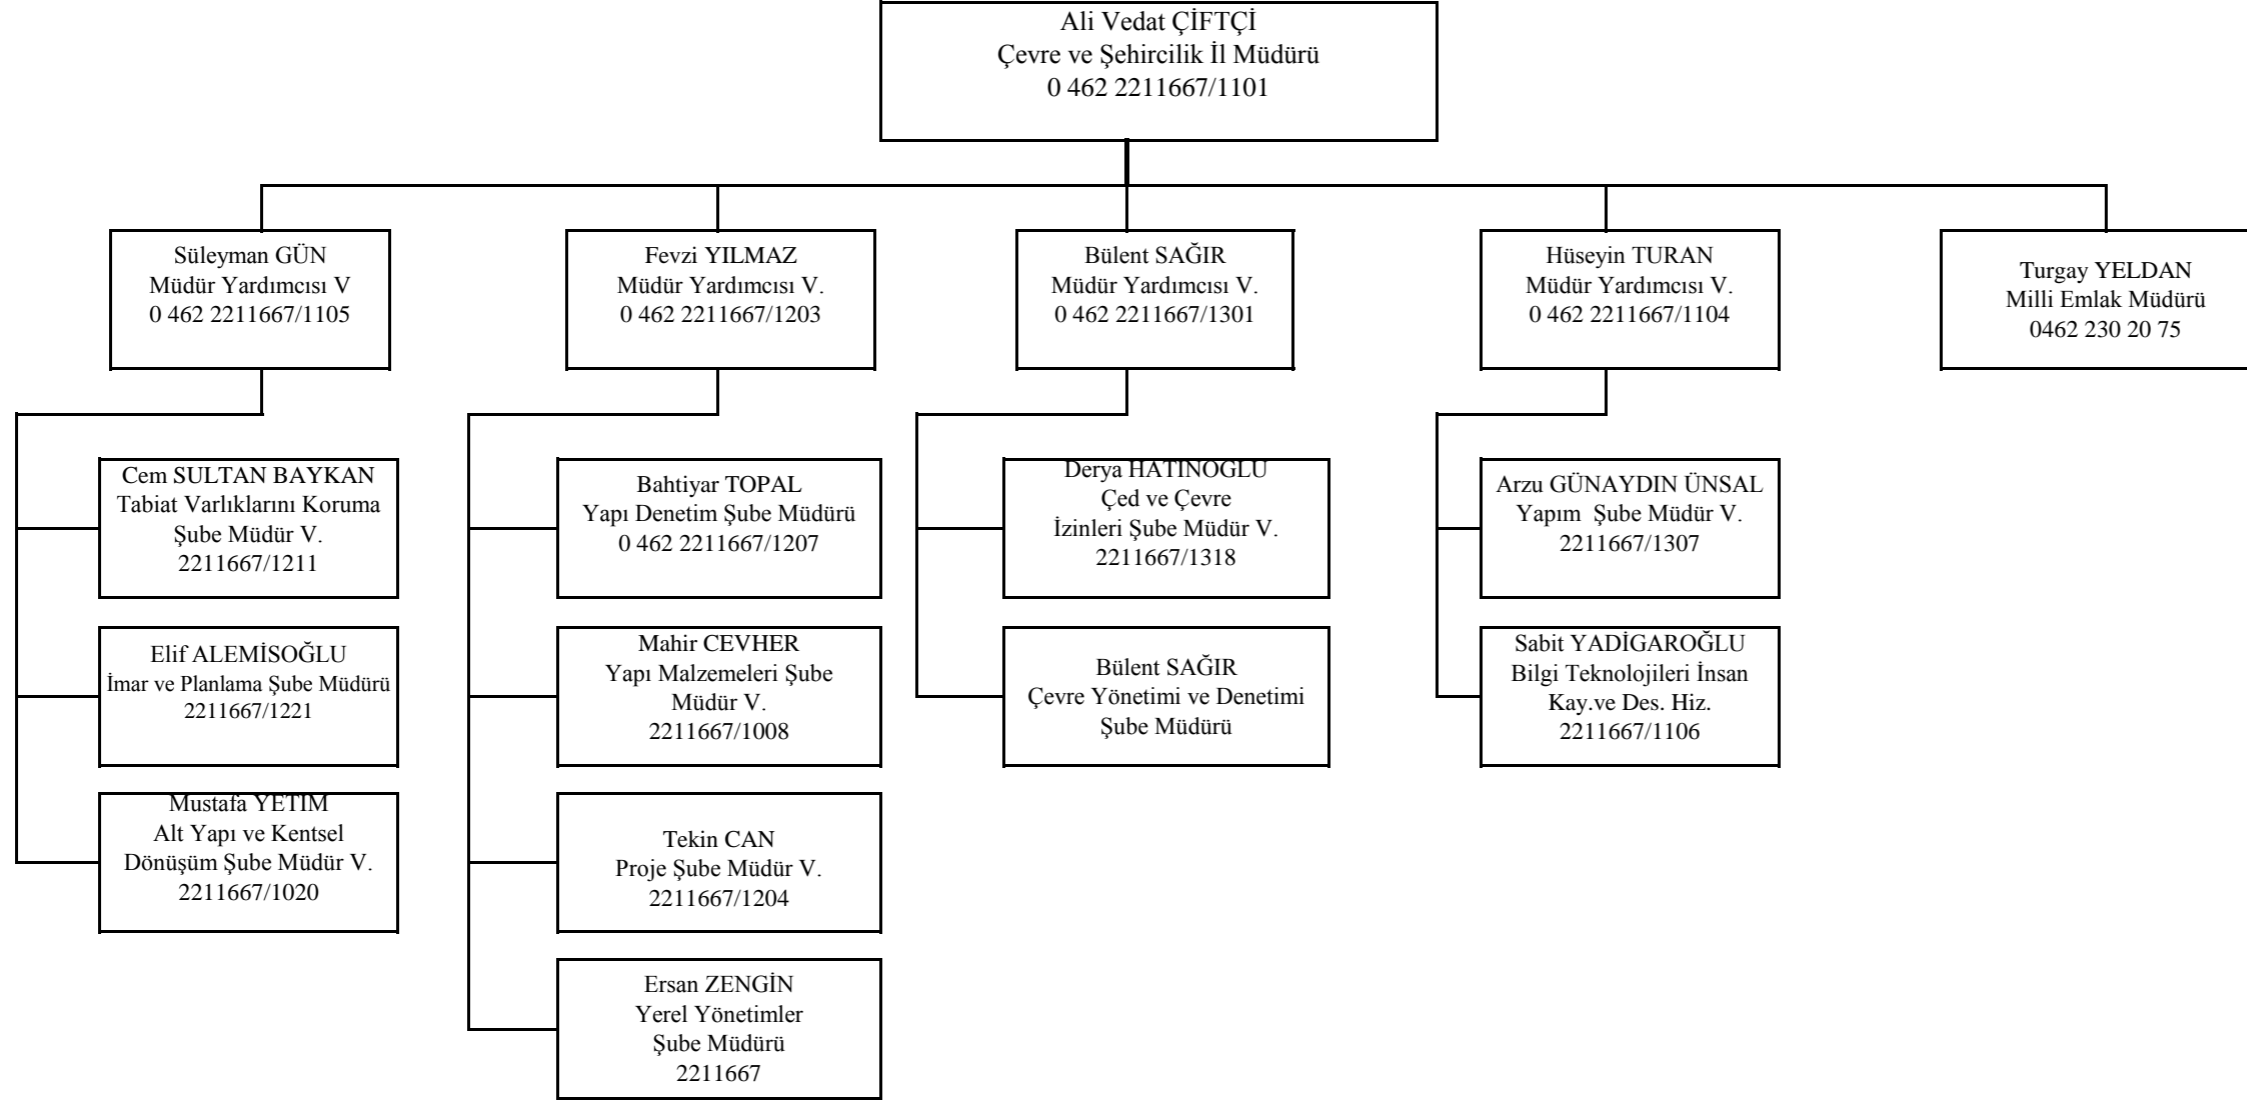 Ali Vedat ÇİFTÇİ
Çevre ve Şehircilik İl Müdürü
0 462 2211667/1101
Süleyman GÜN
Müdür Yardımcısı V
0 462 2211667/1105
Fevzi YILMAZ
Müdür Yardımcısı V.
0 462 2211667/1203
Bülent SAĞIR
Müdür Yardımcısı V.
0 462 2211667/1301
Hüseyin TURAN
Müdür Yardımcısı V.
0 462 2211667/1104
Turgay YELDAN
Milli Emlak Müdürü
0462 230 20 75
Cem SULTAN BAYKAN
Tabiat Varlıklarını Koruma
Şube Müdür V.
2211667/1211
Elif ALEMİSOĞLU
İmar ve Planlama Şube Müdürü
2211667/1221
Mustafa YETİM
Alt Yapı ve Kentsel
Dönüşüm Şube Müdür V.
2211667/1020
Bahtiyar TOPAL
Yapı Denetim Şube Müdürü
0 462 2211667/1207
Mahir CEVHER
Yapı Malzemeleri Şube
Müdür V.
2211667/1008
Tekin CAN
Proje Şube Müdür V.
2211667/1204
Ersan ZENGİN
Yerel Yönetimler
Şube Müdürü
2211667
Derya HATİNOĞLU
Çed ve Çevre
İzinleri Şube Müdür V.
2211667/1318
Bülent SAĞIR
Çevre Yönetimi ve Denetimi
Şube Müdürü
Arzu GÜNAYDIN ÜNSAL
Yapım  Şube Müdür V.
2211667/1307
Sabit YADİGAROĞLU
Bilgi Teknolojileri İnsan
Kay.ve Des. Hiz.
2211667/1106